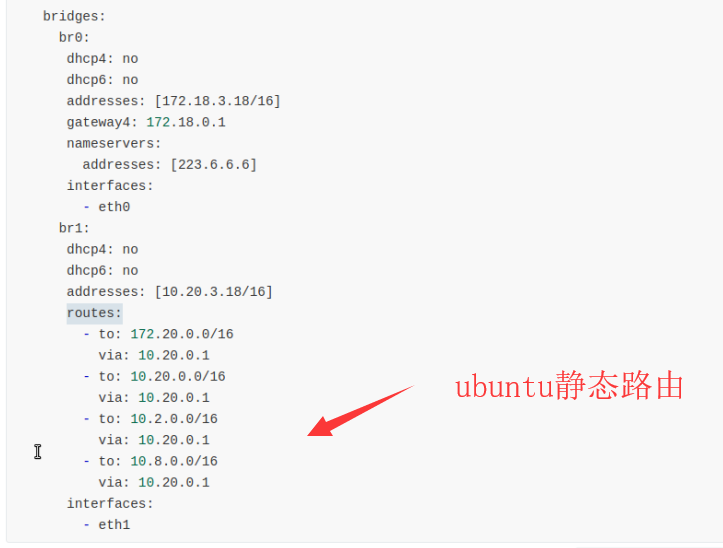 bridges:
br0:
dhcp4: no
dhcp6: no
addresses: [172.18.3.18/16]
gateway4: 172.18.0.1
nameservers:
addresses: [223.6.6.6]
interfaces:
- eth0
br1:
dhcp4: no
dhcp6: no
addresses: [10.20.3.18/16]
routes:
- to: 172.20.0.0/16
via: 10.20.0.1
- to: 10.20.0.0/16
via: 10.20.0.1
- to: 10.2.0.0/16
via: 10.20.0.1
- to: 10.8.0.0/16
via: 10.20.0.1
interfaces:
- eth1
ubuntu静态路由